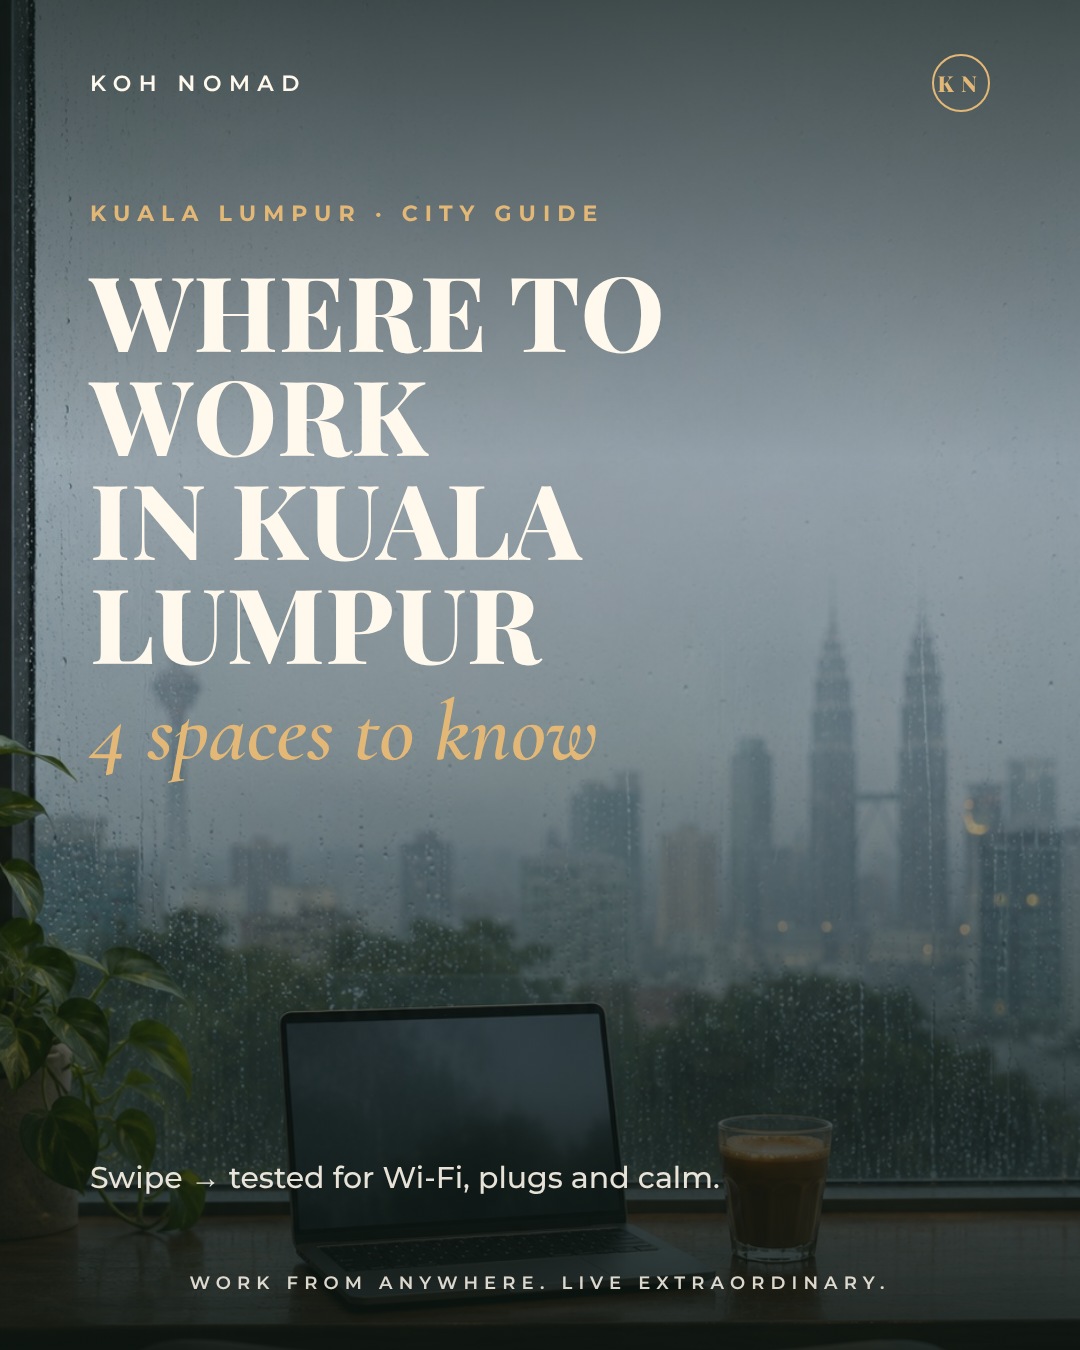 KOH NOMAD
KN
KUALA LUMPUR · CITY GUIDE
WHERE TO
WORK
IN KUALA
LUMPUR
4 spaces to know
Swipe → tested for Wi-Fi, plugs and calm.
WORK FROM ANYWHERE. LIVE EXTRAORDINARY.